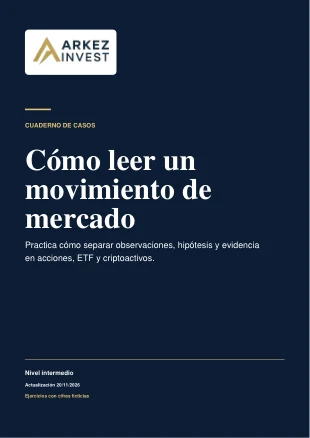 ARKEZ
INVEST
CUADERNO DE CASOS
Cómo leer un
movimiento de
mercado
Practica cómo separar observaciones, hipótesis y evidencia
en acciones, ETF y criptoactivos.
Nivel intermedio
Actualización 20/11/2026
Ejercicios con cifras ficticias